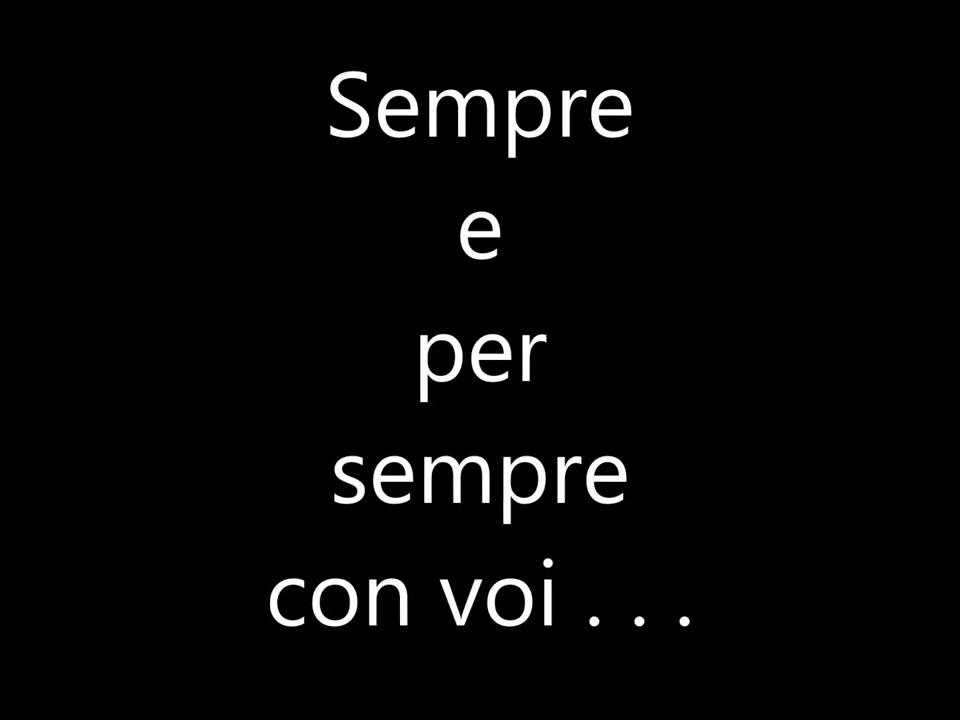 Sempre
e
per
sempre
con voi . . .